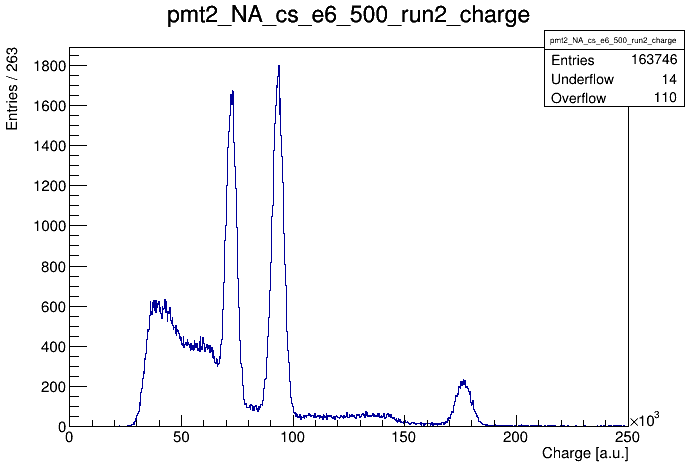 pmt2_NA_cs_e6_500_run2_charge
pmt2_NA_cs_e6_500_run2_charge
Entries 163746
Underflow 14
Overflow 110
Entries / 263
1800
1600
1400
1200
1000
800
600
400
200
0
0 50 100 150 200 250
×10³
Charge [a.u.]